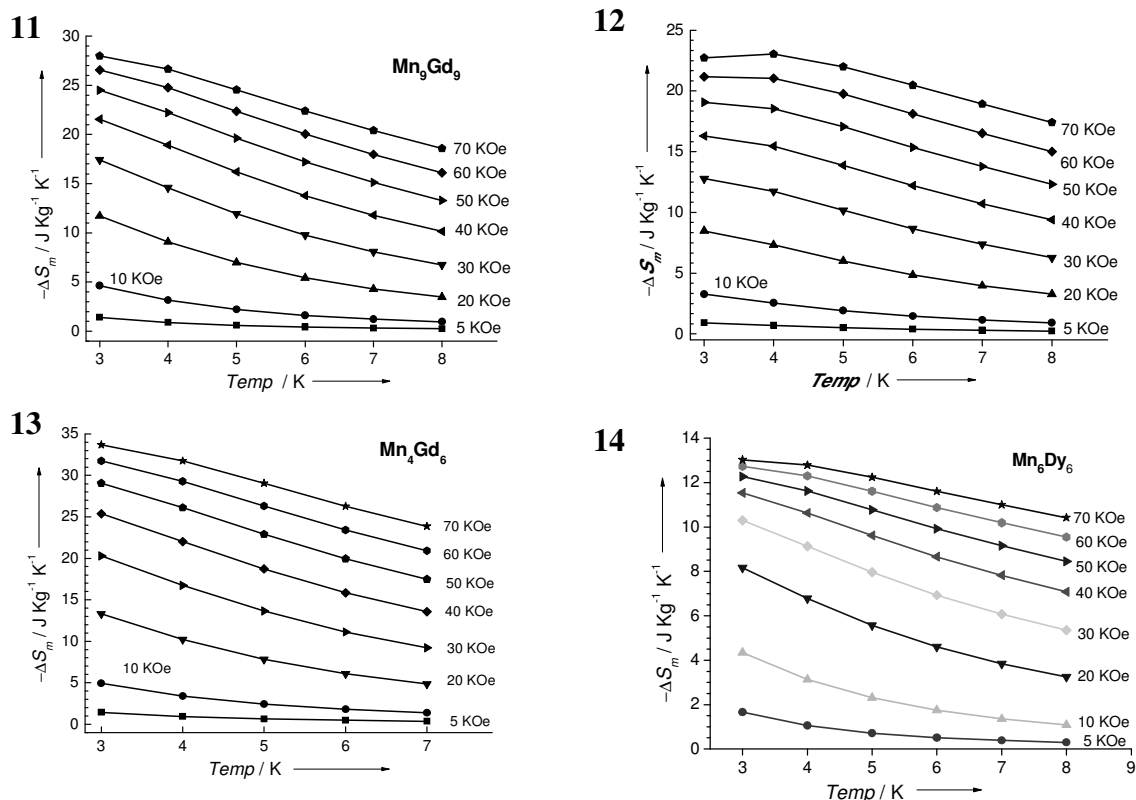 11
Mn9Gd9
−ΔSm / J Kg-1 K-1
30
25
20
15
10
5
0
70 KOe
60 KOe
50 KOe
40 KOe
30 KOe
20 KOe
10 KOe
5 KOe
3 4 5 6 7 8
Temp / K
12
−ΔSm / J Kg-1 K-1
25
20
15
10
5
0
70 KOe
60 KOe
50 KOe
40 KOe
30 KOe
20 KOe
10 KOe
5 KOe
3 4 5 6 7 8
Temp / K
13
Mn4Gd6
−ΔSm / J Kg-1 K-1
35
30
25
20
15
10
5
0
70 KOe
60 KOe
50 KOe
40 KOe
30 KOe
20 KOe
10 KOe
5 KOe
3 4 5 6 7
Temp / K
14
Mn6Dy6
−ΔSm / J Kg-1 K-1
14
12
10
8
6
4
2
0
70 KOe
60 KOe
50 KOe
40 KOe
30 KOe
20 KOe
10 KOe
5 KOe
3 4 5 6 7 8 9
Temp / K